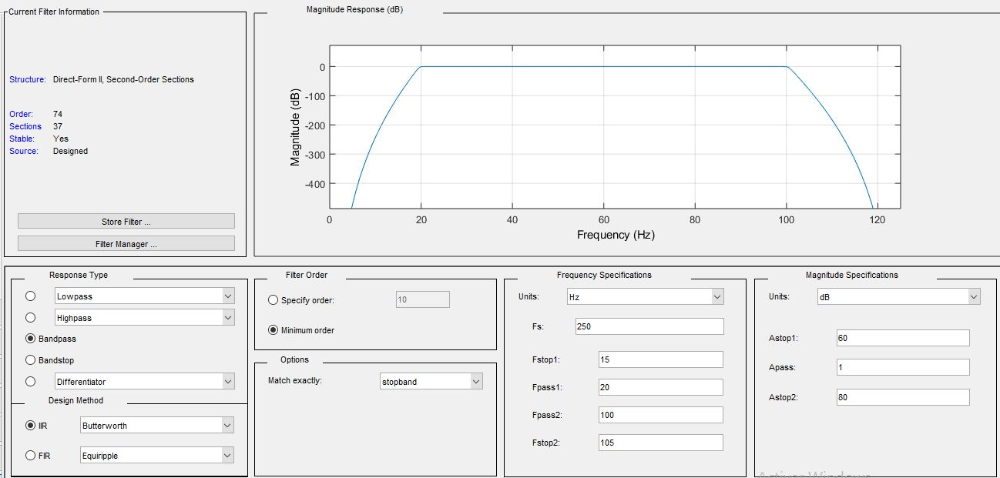 Current Filter Information
Structure: Direct-Form II, Second-Order Sections
Order: 74
Sections 37
Stable: Yes
Source: Designed
Store Filter ...
Filter Manager ...
Magnitude Response (dB)
Magnitude (dB)
0
-100
-200
-300
-400
0 20 40 60 80 100 120
Frequency (Hz)
Response Type
Lowpass
Highpass
Bandpass
Bandstop
Differentiator
Design Method
IIR Butterworth
FIR Equiripple
Filter Order
Specify order: 10
Minimum order
Options
Match exactly: stopband
Frequency Specifications
Units: Hz
Fs: 250
Fstop1: 15
Fpass1: 20
Fpass2: 100
Fstop2: 105
Magnitude Specifications
Units: dB
Astop1: 60
Apass: 1
Astop2: 80
Activer Windows